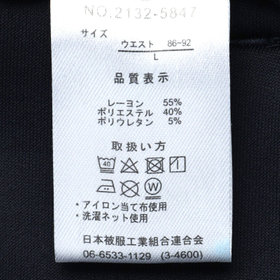 NO.2132-5847
サイズ
ウエスト 86-92
L
品質表示
レーヨン 55%
ポリエステル 40%
ポリウレタン 5%
取扱い方
40
W
・アイロン当て布使用
・洗濯ネット使用
日本被服工業組合連合会
06-6533-1129 (3-4600)